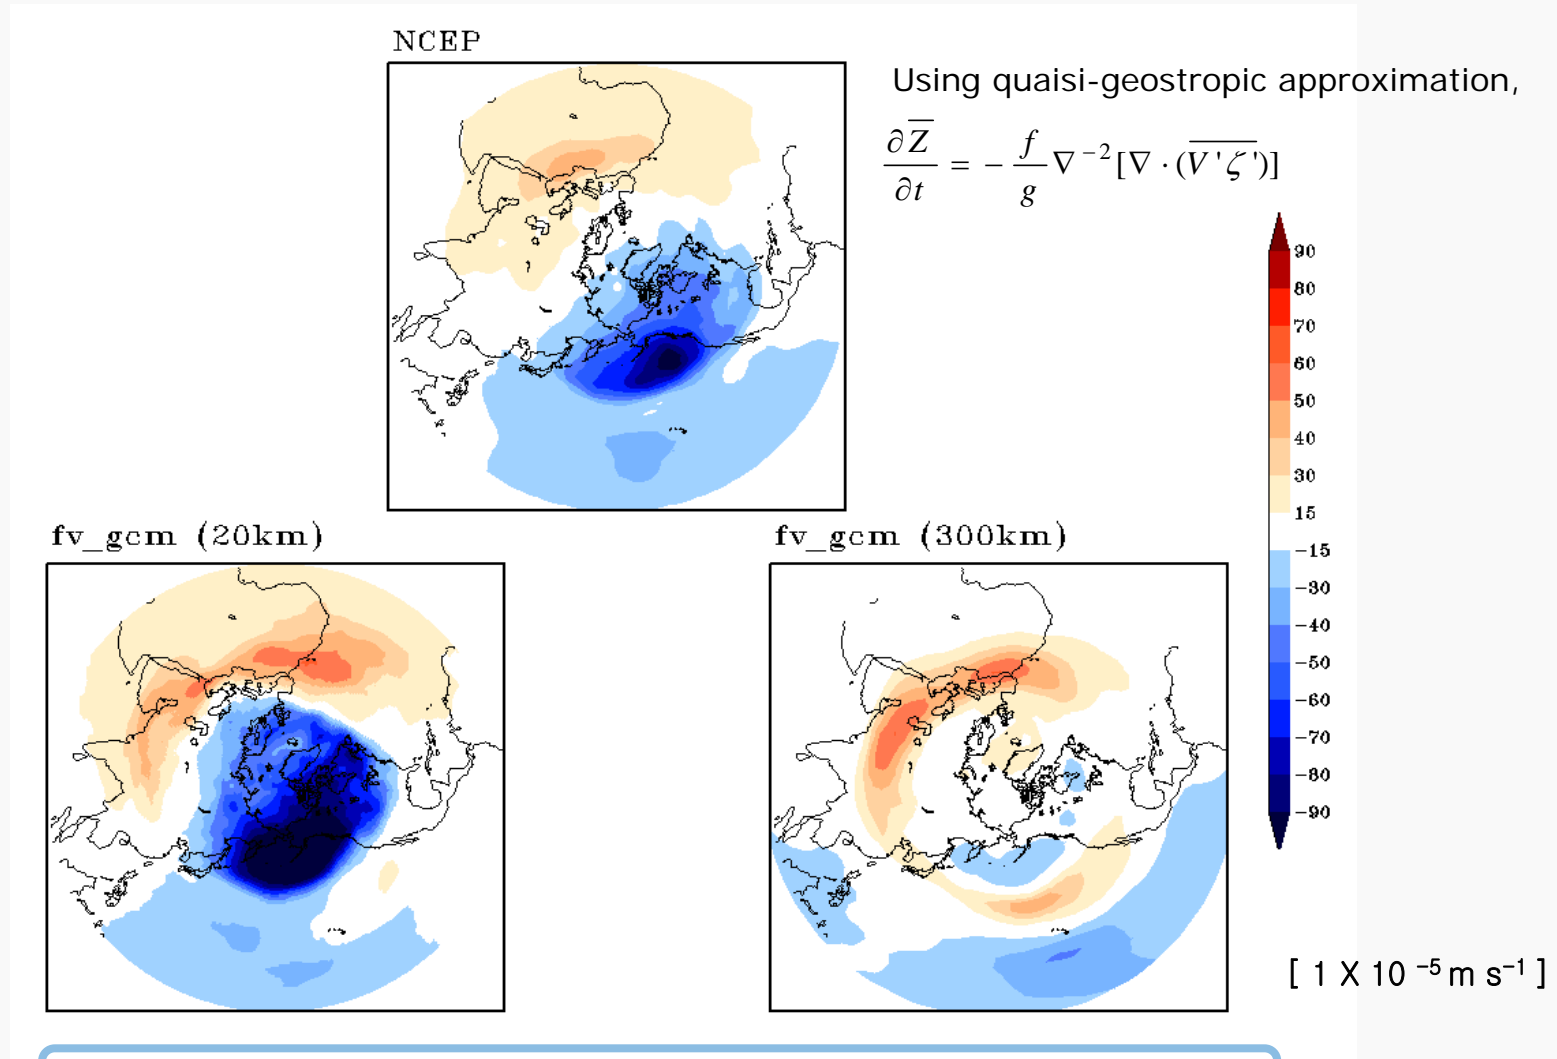 NCEP
Using quaisi-geostropic approximation,
∂Z̅/∂t = − f/g ∇⁻² [∇ · (V̅'̅ζ̅'̅)]
90
80
70
60
50
40
30
15
−15
−30
−40
−50
−60
−70
−80
−90
fv_gcm (20km)
fv_gcm (300km)
[ 1 X 10 ⁻⁵ m s⁻¹ ]